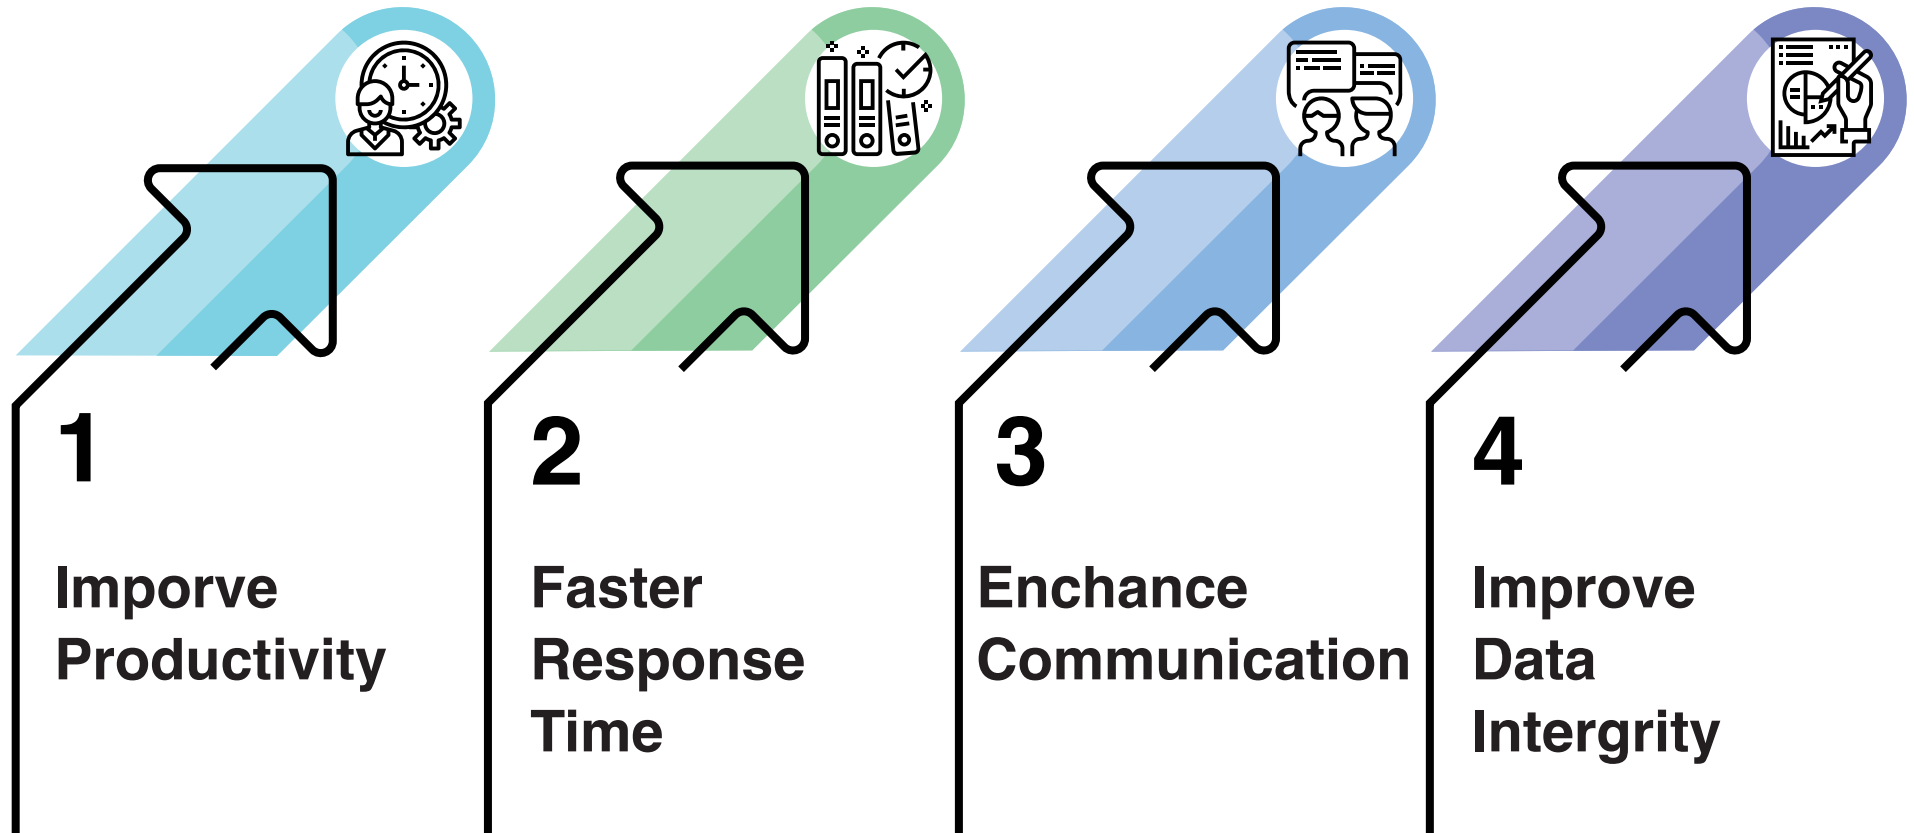 1
Imporve
Productivity
2
Faster
Response
Time
3
Enchance
Communication
4
Improve
Data
Intergrity